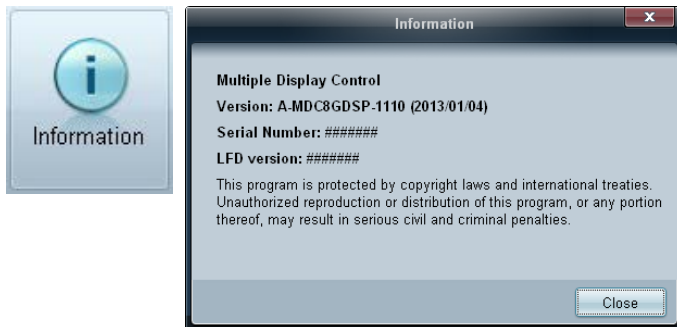 Information
Information
x
Multiple Display Control
Version: A-MDC8GDSP-1110 (2013/01/04)
Serial Number: #######
LFD version: #######
This program is protected by copyright laws and international treaties.
Unauthorized reproduction or distribution of this program, or any portion
thereof, may result in serious civil and criminal penalties.
Close